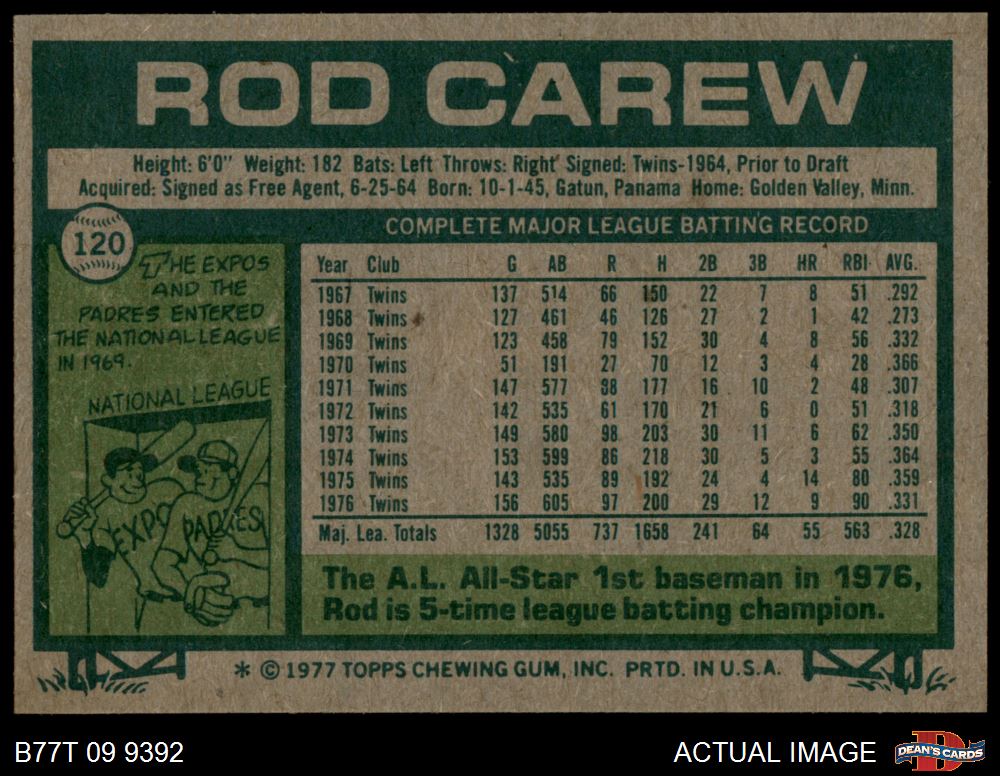 ROD CAREW
Height: 6'0" Weight: 182 Bats: Left Throws: Right Signed: Twins-1964, Prior to Draft
Acquired: Signed as Free Agent, 6-25-64 Born: 10-1-45, Gatun, Panama Home: Golden Valley, Minn.
120
THE EXPOS
AND THE
PADRES ENTERED
THE NATIONAL LEAGUE
IN 1969.
NATIONAL LEAGUE
EXPO
PADRES
COMPLETE MAJOR LEAGUE BATTING RECORD
Year Club G AB R H 2B 3B HR RBI AVG.
1967 Twins 137 514 66 150 22 7 8 51 .292
1968 Twins 127 461 46 126 27 2 1 42 .273
1969 Twins 123 458 79 152 30 4 8 56 .332
1970 Twins 51 191 27 70 12 3 4 28 .366
1971 Twins 147 577 88 177 16 10 2 48 .307
1972 Twins 142 535 61 170 21 6 0 51 .318
1973 Twins 149 580 98 203 30 11 6 62 .350
1974 Twins 153 599 86 218 30 5 3 55 .364
1975 Twins 143 535 89 192 24 4 14 80 .359
1976 Twins 156 605 97 200 29 12 9 90 .331
Maj. Lea. Totals 1328 5055 737 1658 241 64 55 563 .328
The A.L. All-Star 1st baseman in 1976,
Rod is 5-time league batting champion.
* © 1977 TOPPS CHEWING GUM, INC. PRTD. IN U.S.A.
B77T 09 9392
ACTUAL IMAGE
DEAN'S CARDS